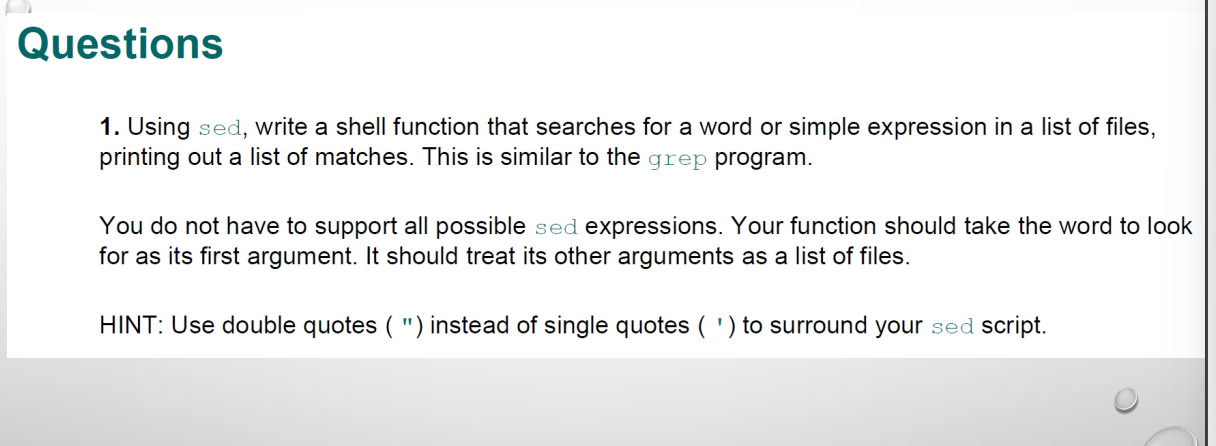 Questions
1. Using sed, write a shell function that searches for a word or simple expression in a list of files,
printing out a list of matches. This is similar to the grep program.
You do not have to support all possible sed expressions. Your function should take the word to look
for as its first argument. It should treat its other arguments as a list of files.
HINT: Use double quotes ( ") instead of single quotes ( ') to surround your sed script.